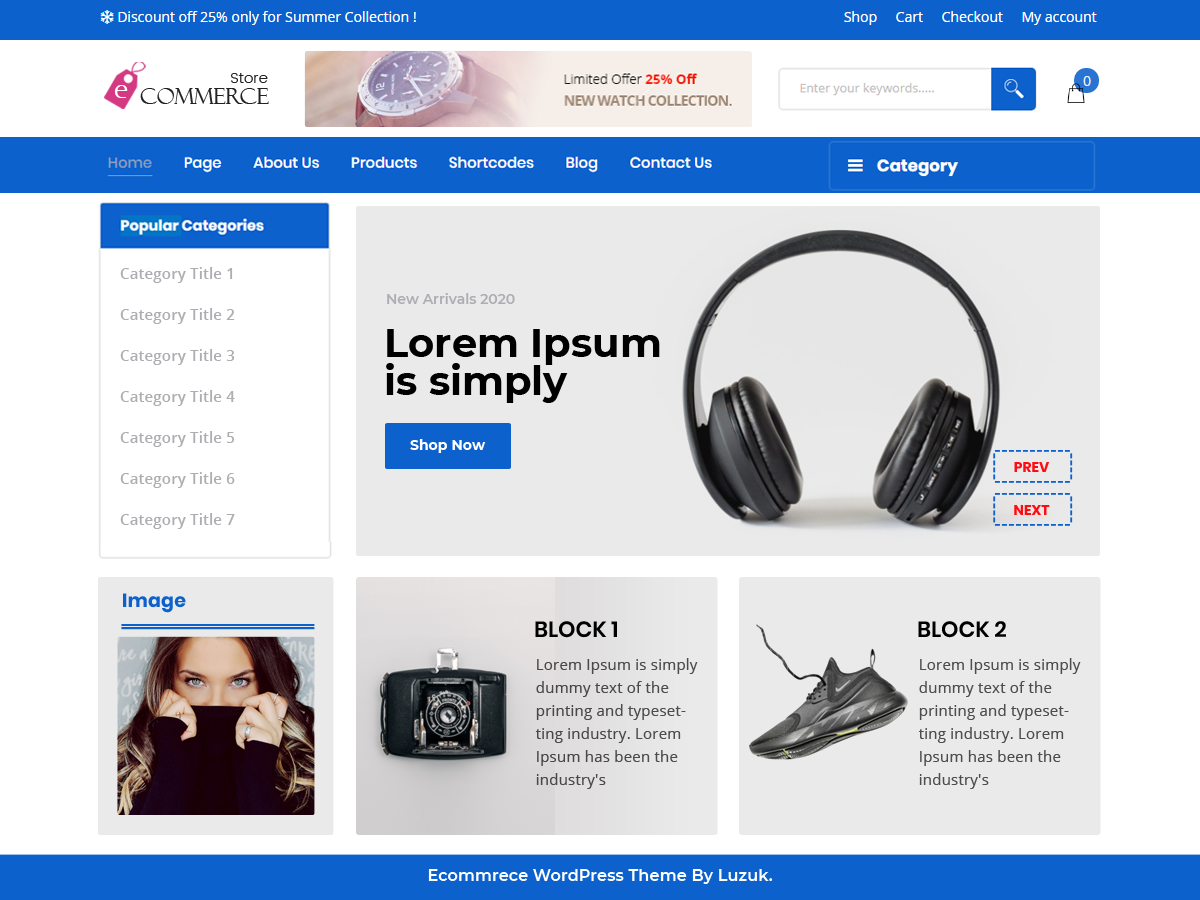 ❄ Discount off 25% only for Summer Collection !
Shop Cart Checkout My account
Store
eCOMMERCE
Limited Offer 25% Off
NEW WATCH COLLECTION.
Enter your keywords.....
0
Home Page About Us Products Shortcodes Blog Contact Us
Category
Popular Categories
Category Title 1
Category Title 2
Category Title 3
Category Title 4
Category Title 5
Category Title 6
Category Title 7
New Arrivals 2020
Lorem Ipsum
is simply
Shop Now
PREV
NEXT
Image
BLOCK 1
Lorem Ipsum is simply
dummy text of the
printing and typeset-
ting industry. Lorem
Ipsum has been the
industry's
BLOCK 2
Lorem Ipsum is simply
dummy text of the
printing and typeset-
ting industry. Lorem
Ipsum has been the
industry's
Ecommrece WordPress Theme By Luzuk.